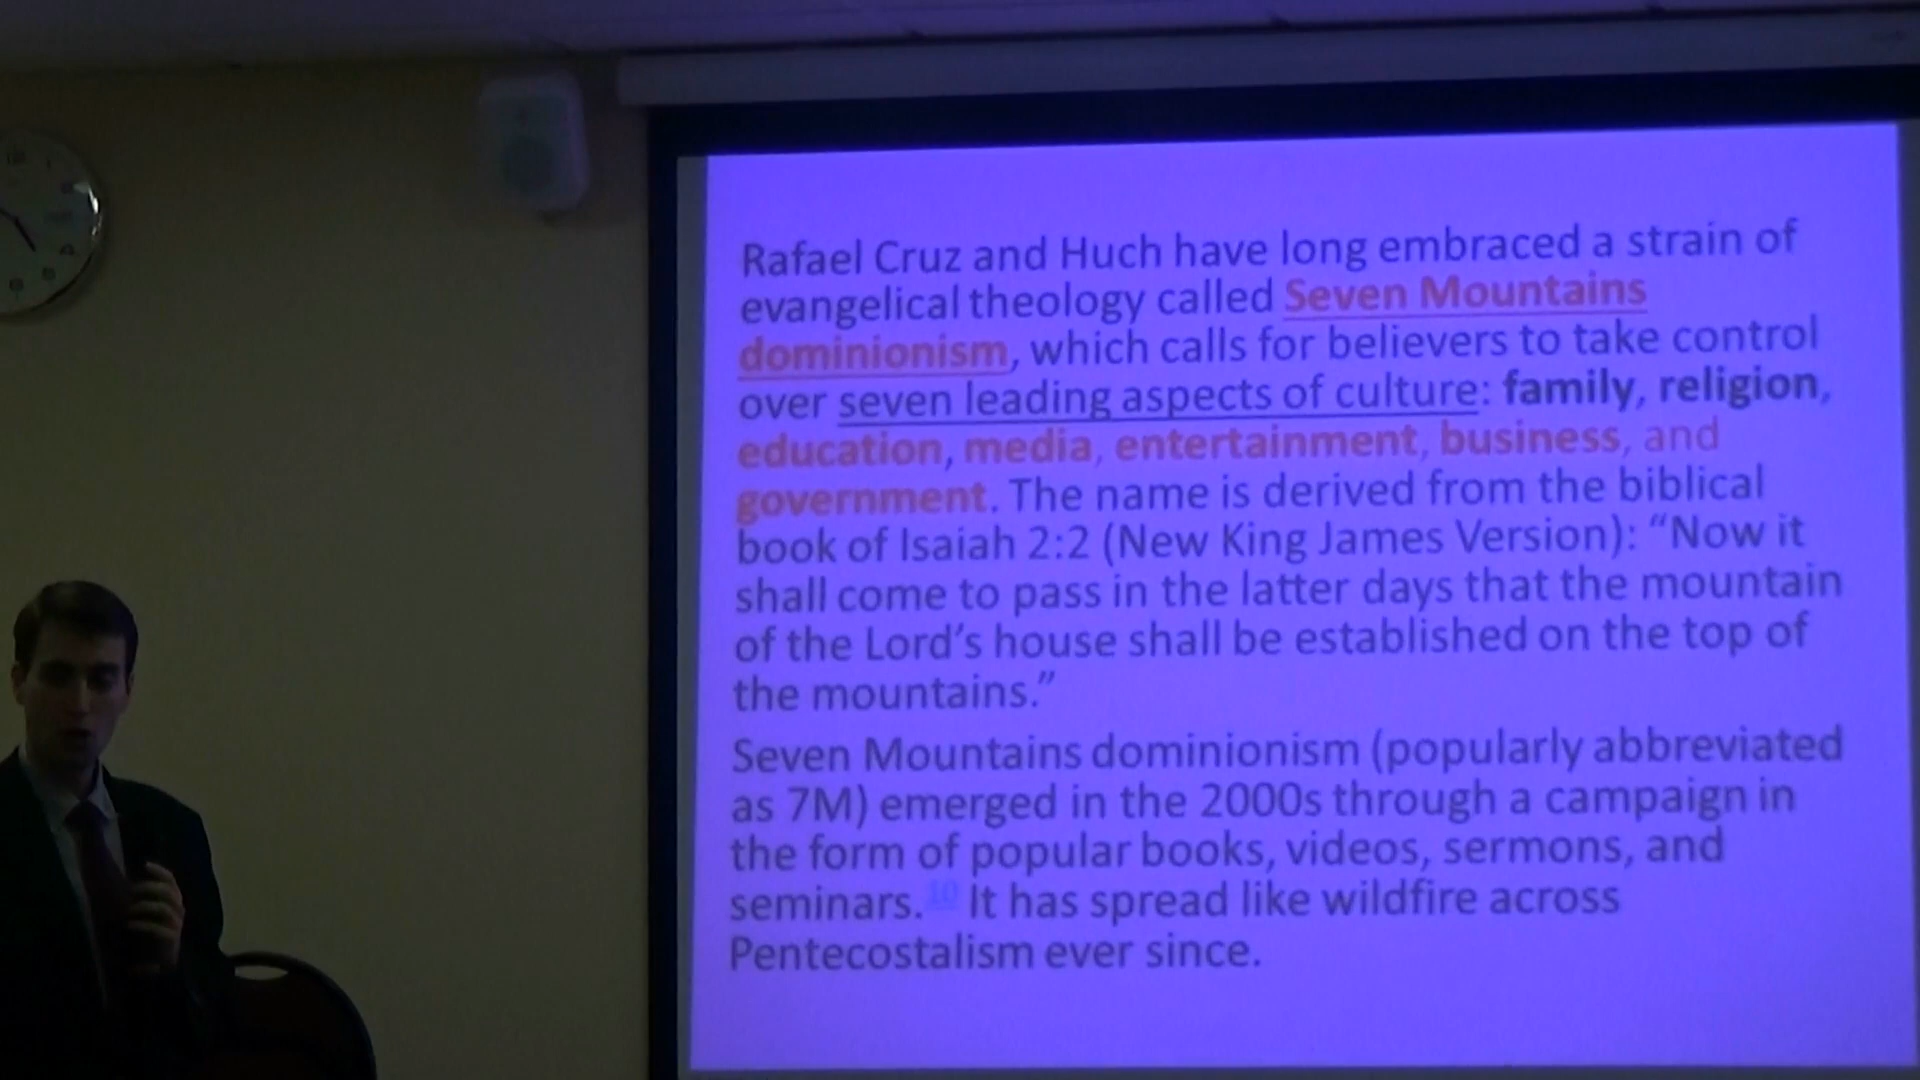 Rafael Cruz and Huch have long embraced a strain of
evangelical theology called Seven Mountains
dominionism, which calls for believers to take control
over seven leading aspects of culture: family, religion,
education, media, entertainment, business, and
government. The name is derived from the biblical
book of Isaiah 2:2 (New King James Version): “Now it
shall come to pass in the latter days that the mountain
of the Lord’s house shall be established on the top of
the mountains.”
Seven Mountains dominionism (popularly abbreviated
as 7M) emerged in the 2000s through a campaign in
the form of popular books, videos, sermons, and
seminars. 10 It has spread like wildfire across
Pentecostalism ever since.